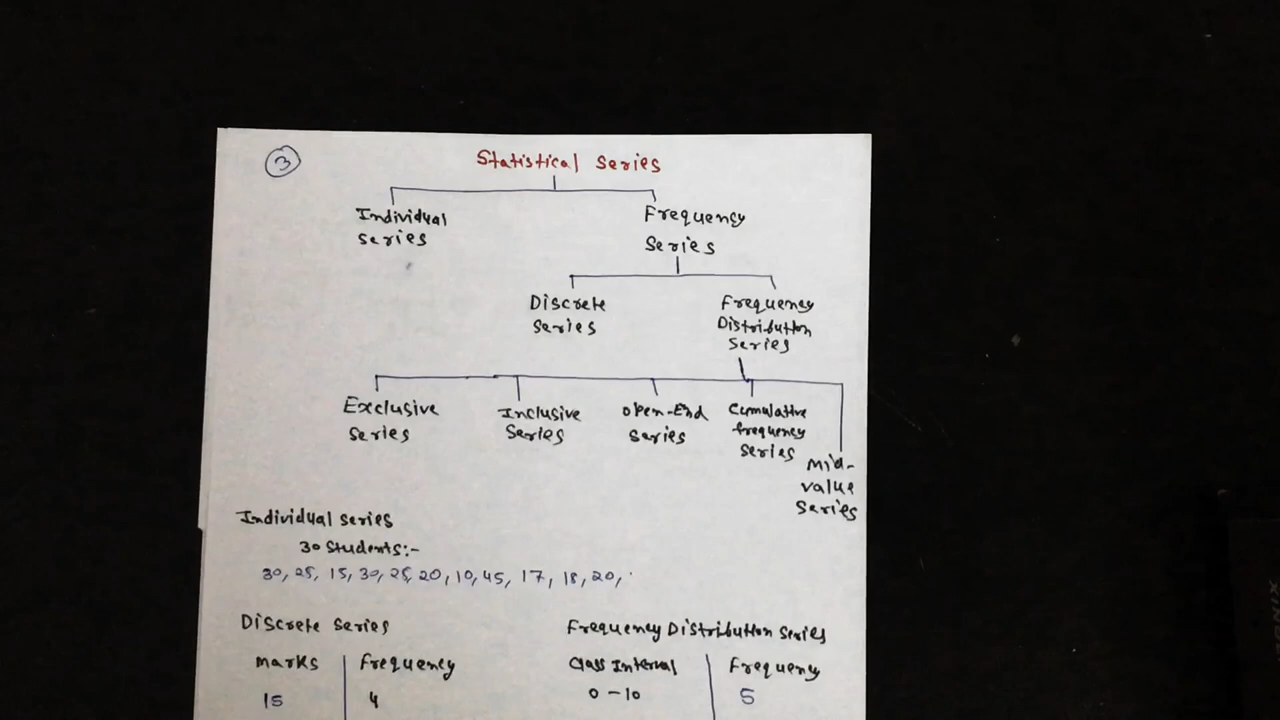 3
Statistical Series
Individual
Series
Frequency
Series
Discrete
Series
Frequency
Distribution
Series
Exclusive
Series
Inclusive
Series
Open-End
Series
Cumulative
frequency
Series
Mid-
value
Series
Individual Series
30 Students:-
30, 25, 15, 30, 25, 20, 10, 45, 17, 18, 20,
Discrete Series
Marks Frequency
15 4
Frequency Distribution Series
Class Interval Frequency
0-10 5